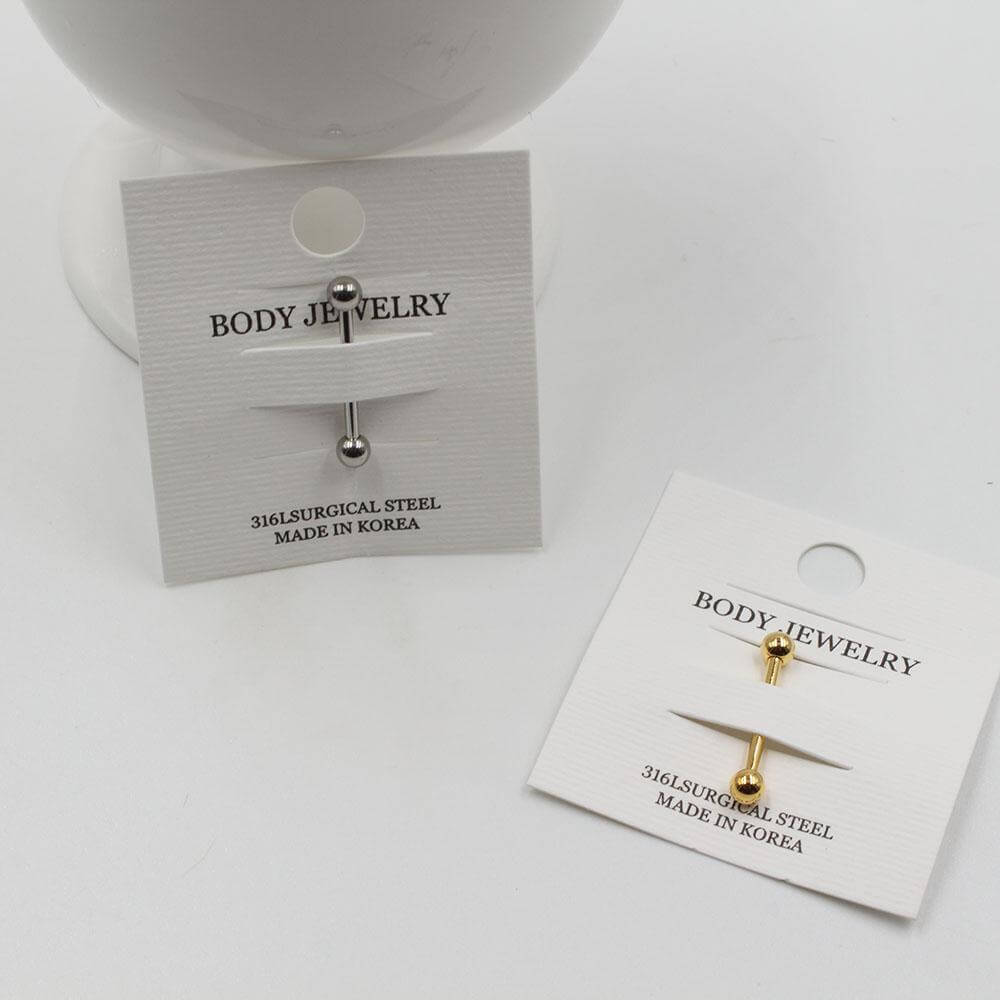 BODY JEWELRY
316LSURGICAL STEEL
MADE IN KOREA
BODY JEWELRY
316LSURGICAL STEEL
MADE IN KOREA